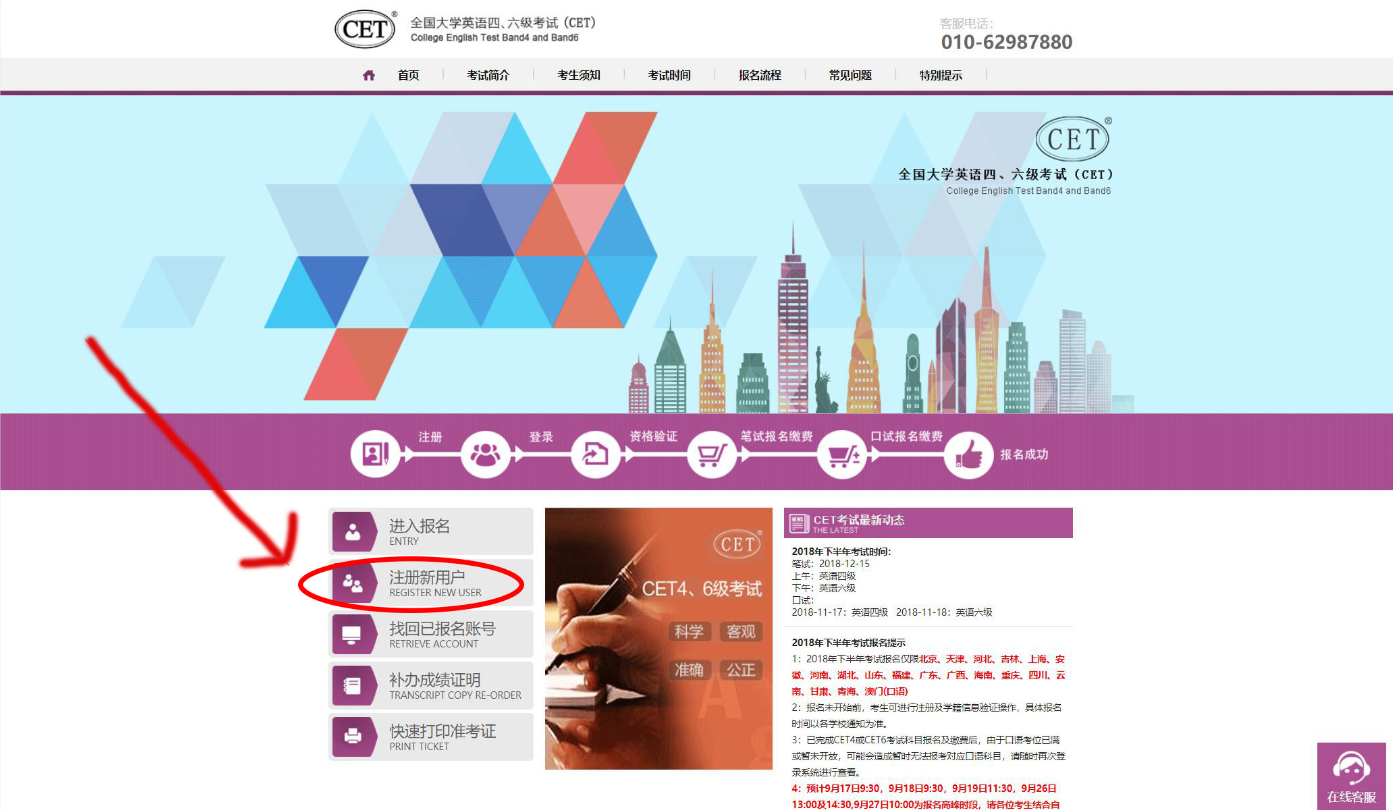 CET®
全国大学英语四、六级考试（CET）
College English Test Band4 and Band6
客服电话：
010-62987880
首页
考试简介
考生须知
考试时间
报名流程
常见问题
特别提示
CET®
全国大学英语四、六级考试（CET）
College English Test Band4 and Band6
注册
登录
资格验证
笔试报名缴费
口试报名缴费
报名成功
进入报名
ENTRY
注册新用户
REGISTER NEW USER
找回已报名账号
RETRIEVE ACCOUNT
补办成绩证明
TRANSCRIPT COPY RE-ORDER
快速打印准考证
PRINT TICKET
CET®
CET4、6级考试
科学 客观
准确 公正
NEWS
CET考试最新动态
THE LATEST
2018年下半年考试时间：
笔试：2018-12-15
上午：英语四级
下午：英语六级
口试：
2018-11-17：英语四级 2018-11-18：英语六级
2018年下半年考试报名提示
1：2018年下半年考试报名仅限北京、天津、河北、吉林、上海、安
徽、河南、湖北、山东、福建、广东、广西、海南、重庆、四川、云
南、甘肃、青海、澳门(口语)
2：报名未开始前，考生可进行注册及学籍信息验证操作，具体报名
时间以各学校通知为准。
3：已完成CET4或CET6考试科目报名及缴费后，由于口语考位已满
或暂未开放，可能会造成暂时无法报考对应口语科目，请随时再次登
录系统进行查看。
4：预计9月17日9:30，9月18日9:30，9月19日11:30，9月26日
13:00及14:30,9月27日10:00为报名高峰时段，请各位考生结合自
在线客服